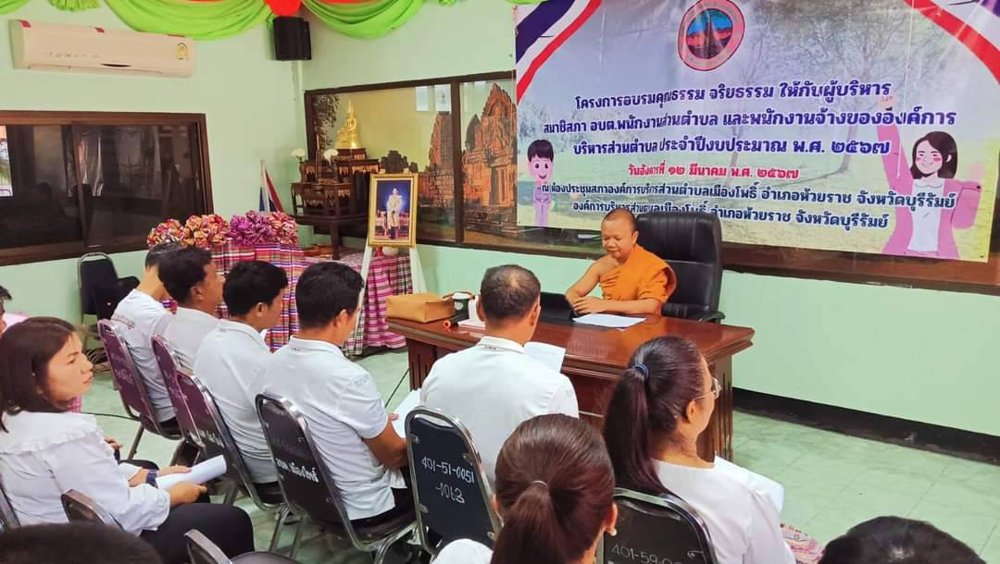 โครงการอบรมคุณธรรม จริยธรรม ให้กับผู้บริหาร
สมาชิสภา อบต.พนักงานส่วนตำบล และพนักงานจ้างขององค์การ
บริหารส่วนตำบล ประจำปีงบประมาณ พ.ศ. ๒๕๖๗
วันอังคารที่ ๑๒ มีนาคม พ.ศ. ๒๕๖๗
ณ ห้องประชุมสภาองค์การบริหารส่วนตำบลเมืองโพธิ์ อำเภอห้วยราช จังหวัดบุรีรัมย์
องค์การบริหารส่วนตำบลเมืองโพธิ์ อำเภอห้วยราช จังหวัดบุรีรัมย์
อบต.เมืองโพธิ์
401-51-0051
-0063
401-59-00